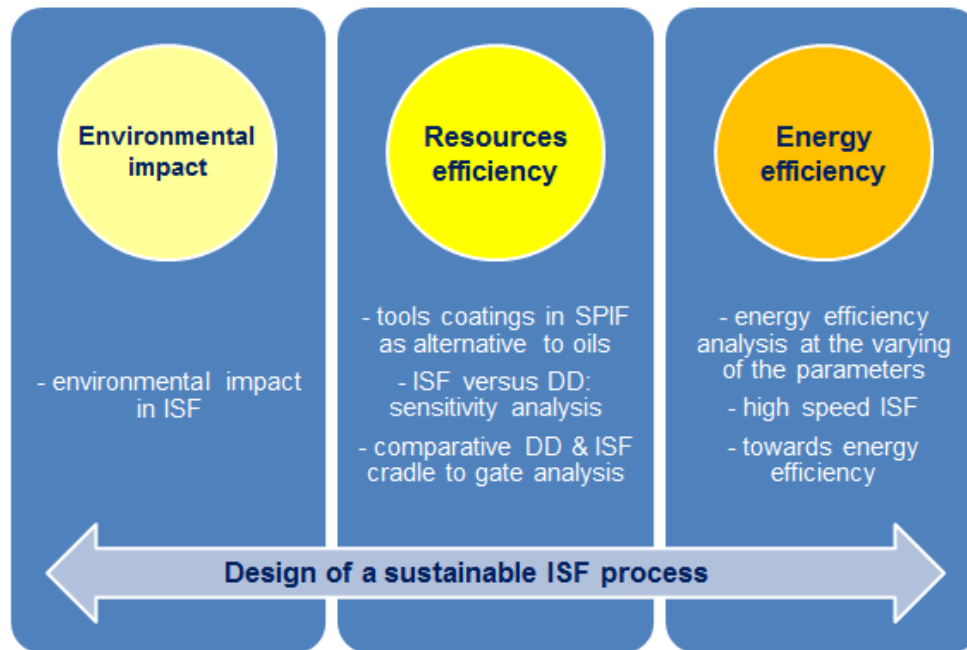 Environmental
impact
- environmental impact
in ISF
Resources
efficiency
- tools coatings in SPIF
as alternative to oils
- ISF versus DD:
sensitivity analysis
- comparative DD & ISF
cradle to gate analysis
Energy
efficiency
- energy efficiency
analysis at the varying
of the parameters
- high speed ISF
- towards energy
efficiency
Design of a sustainable ISF process